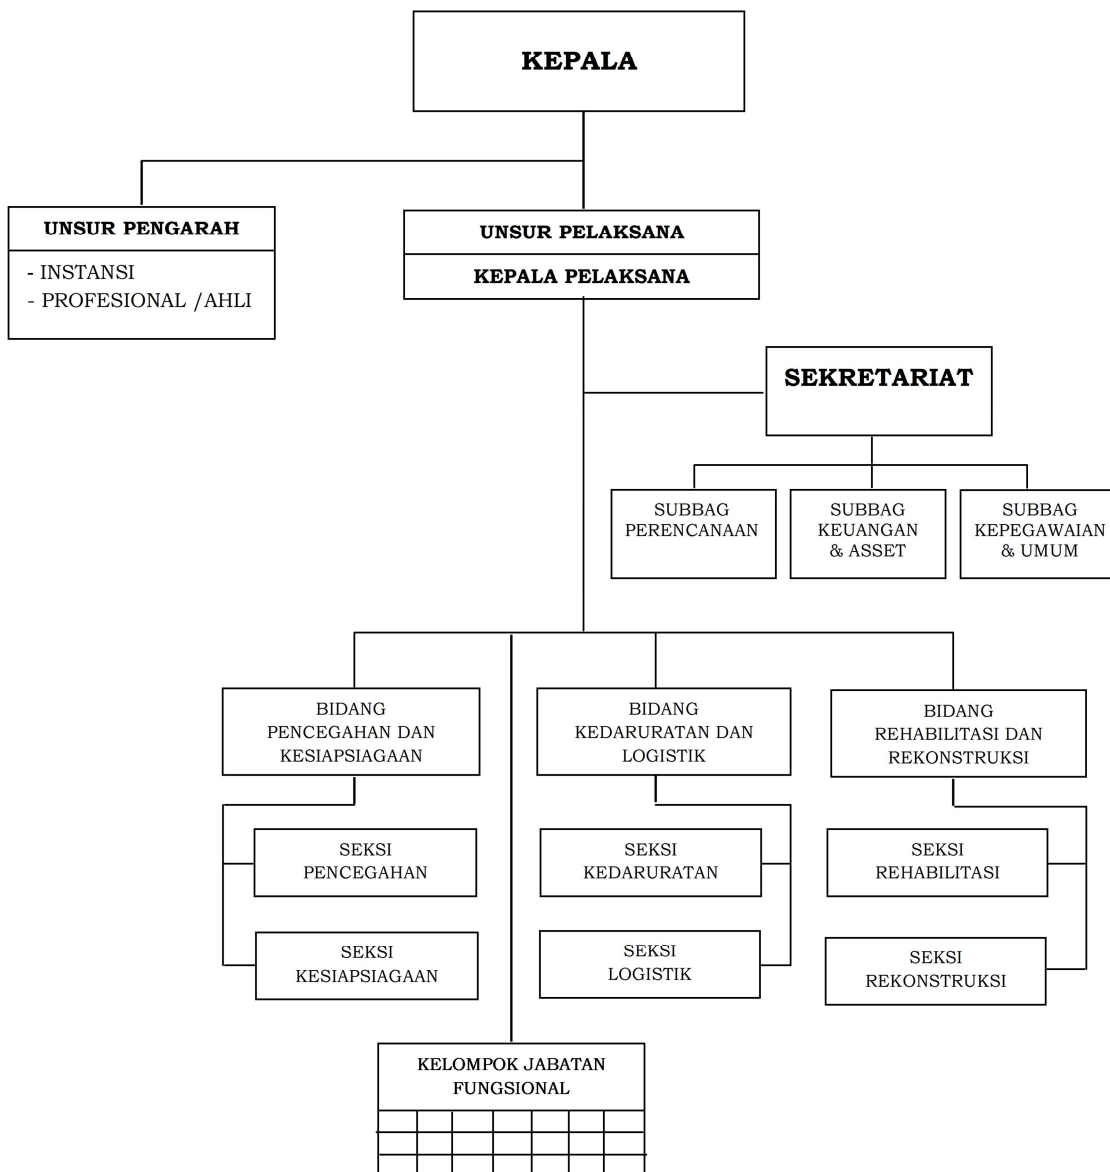 KEPALA
UNSUR PENGARAH
- INSTANSI
- PROFESIONAL /AHLI
UNSUR PELAKSANA
KEPALA PELAKSANA
SEKRETARIAT
SUBBAG
PERENCANAAN
SUBBAG
KEUANGAN
& ASSET
SUBBAG
KEPEGAWAIAN
& UMUM
BIDANG
PENCEGAHAN DAN
KESIAPSIAGAAN
BIDANG
KEDARURATAN DAN
LOGISTIK
BIDANG
REHABILITASI DAN
REKONSTRUKSI
SEKSI
PENCEGAHAN
SEKSI
KEDARURATAN
SEKSI
REHABILITASI
SEKSI
KESIAPSIAGAAN
SEKSI
LOGISTIK
SEKSI
REKONSTRUKSI
KELOMPOK JABATAN
FUNGSIONAL